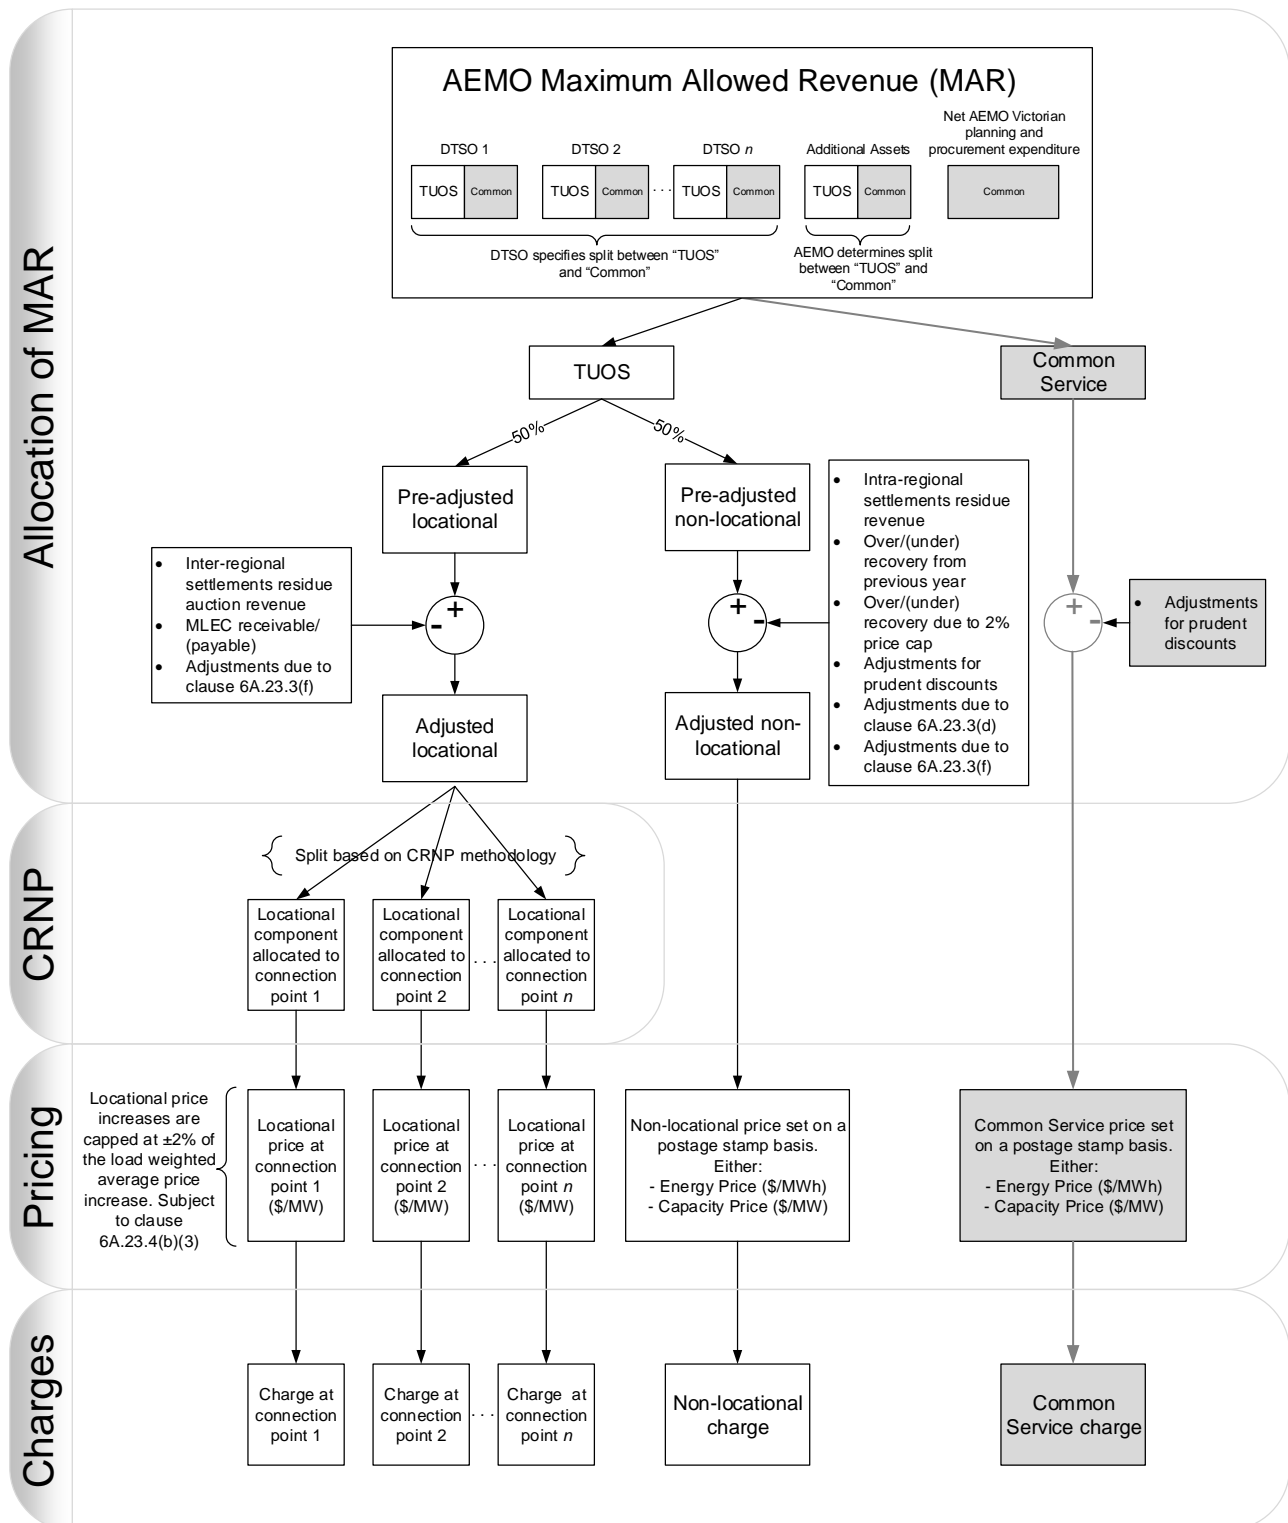 Allocation of MAR
AEMO Maximum Allowed Revenue (MAR)
DTSO 1
DTSO 2
DTSO n
Additional Assets
Net AEMO Victorian
planning and
procurement expenditure
TUOS
Common
TUOS
Common
. . .
TUOS
Common
TUOS
Common
Common
DTSO specifies split between “TUOS”
and “Common”
AEMO determines split
between “TUOS” and
“Common”
TUOS
Common
Service
50%
50%
Pre-adjusted
locational
Pre-adjusted
non-locational
• Inter-regional
settlements residue
auction revenue
• MLEC receivable/
(payable)
• Adjustments due to
clause 6A.23.3(f)
+
-
+
-
• Intra-regional
settlements residue
revenue
• Over/(under)
recovery from
previous year
• Over/(under)
recovery due to 2%
price cap
• Adjustments for
prudent discounts
• Adjustments due to
clause 6A.23.3(d)
• Adjustments due to
clause 6A.23.3(f)
+
-
• Adjustments
for prudent
discounts
Adjusted
locational
Adjusted non-
locational
CRNP
Split based on CRNP methodology
Locational
component
allocated to
connection
point 1
Locational
component
allocated to
connection
point 2
. . .
Locational
component
allocated to
connection
point n
Pricing
Locational price
increases are
capped at ±2% of
the load weighted
average price
increase. Subject
to clause
6A.23.4(b)(3)
Locational
price at
connection
point 1
($/MW)
Locational
price at
connection
point 2
($/MW)
. . .
Locational
price at
connection
point n
($/MW)
Non-locational price set on a
postage stamp basis.
Either:
- Energy Price ($/MWh)
- Capacity Price ($/MW)
Common Service price set
on a postage stamp basis.
Either:
- Energy Price ($/MWh)
- Capacity Price ($/MW)
Charges
Charge at
connection
point 1
Charge at
connection
point 2
. . .
Charge at
connection
point n
Non-locational
charge
Common
Service charge